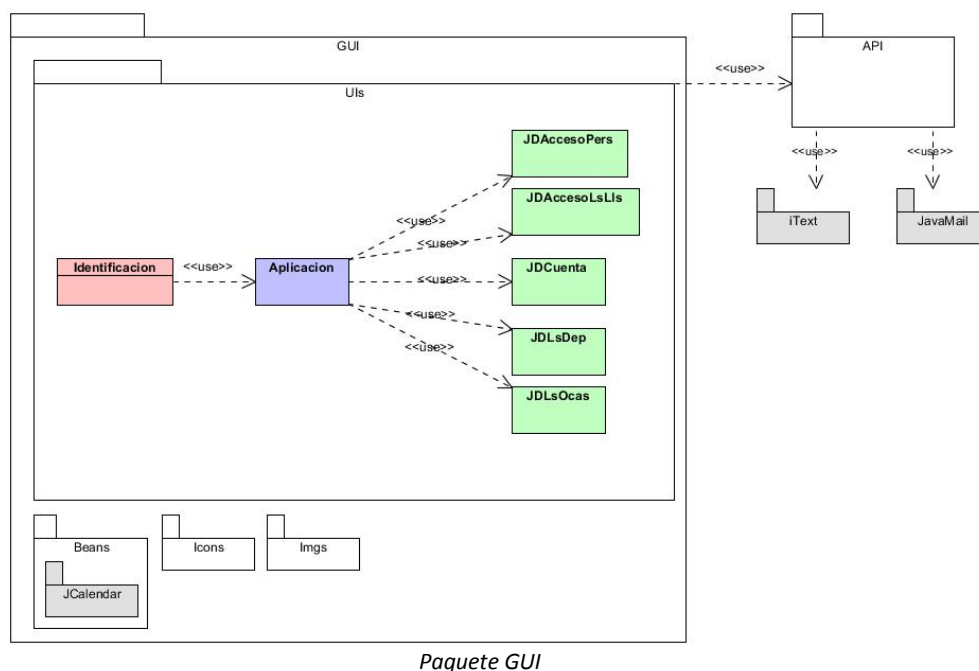 GUI
API
<<use>>
UIs
<<use>>
<<use>>
JDAccesoPers
iText
JavaMail
JDAccesoLsLIs
<<use>>
<<use>>
Identificacion
<<use>>
Aplicacion
<<use>>
JDCuenta
<<use>>
JDLsDep
<<use>>
JDLsOcas
Beans
Icons
Imgs
JCalendar
Paquete GUI